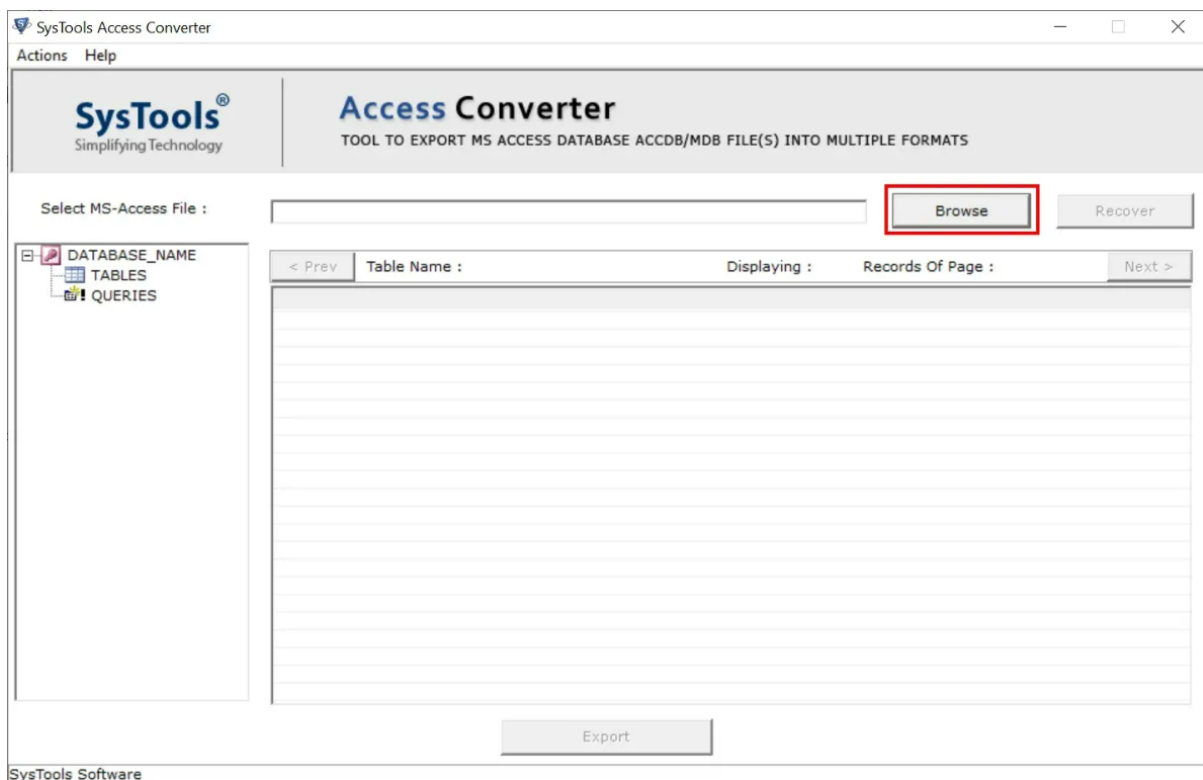 SysTools Access Converter
Actions Help
SysTools®
Simplifying Technology
Access Converter
TOOL TO EXPORT MS ACCESS DATABASE ACCDB/MDB FILE(S) INTO MULTIPLE FORMATS
Select MS-Access File :
Browse
Recover
DATABASE_NAME
TABLES
QUERIES
< Prev Table Name : Displaying : Records Of Page : Next >
Export
SysTools Software